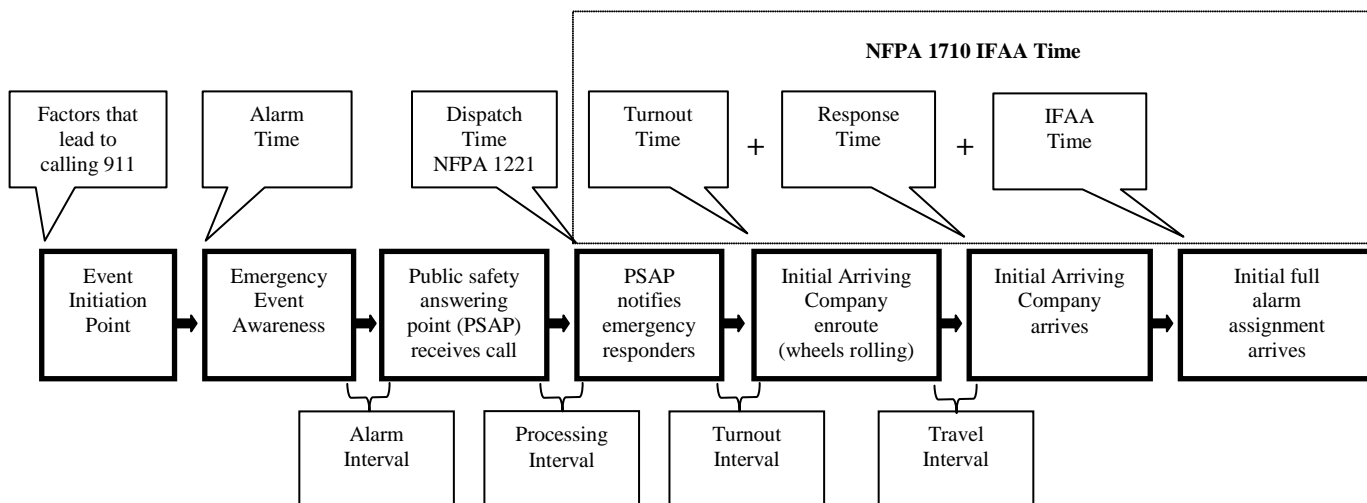 NFPA 1710 IFAA Time
Factors that
lead to
calling 911
Alarm
Time
Dispatch
Time
NFPA 1221
Turnout
Time
+
Response
Time
+
IFAA
Time
Event
Initiation
Point
Emergency
Event
Awareness
Public safety
answering
point (PSAP)
receives call
PSAP
notifies
emergency
responders
Initial Arriving
Company
enroute
(wheels rolling)
Initial Arriving
Company
arrives
Initial full
alarm
assignment
arrives
Alarm
Interval
Processing
Interval
Turnout
Interval
Travel
Interval